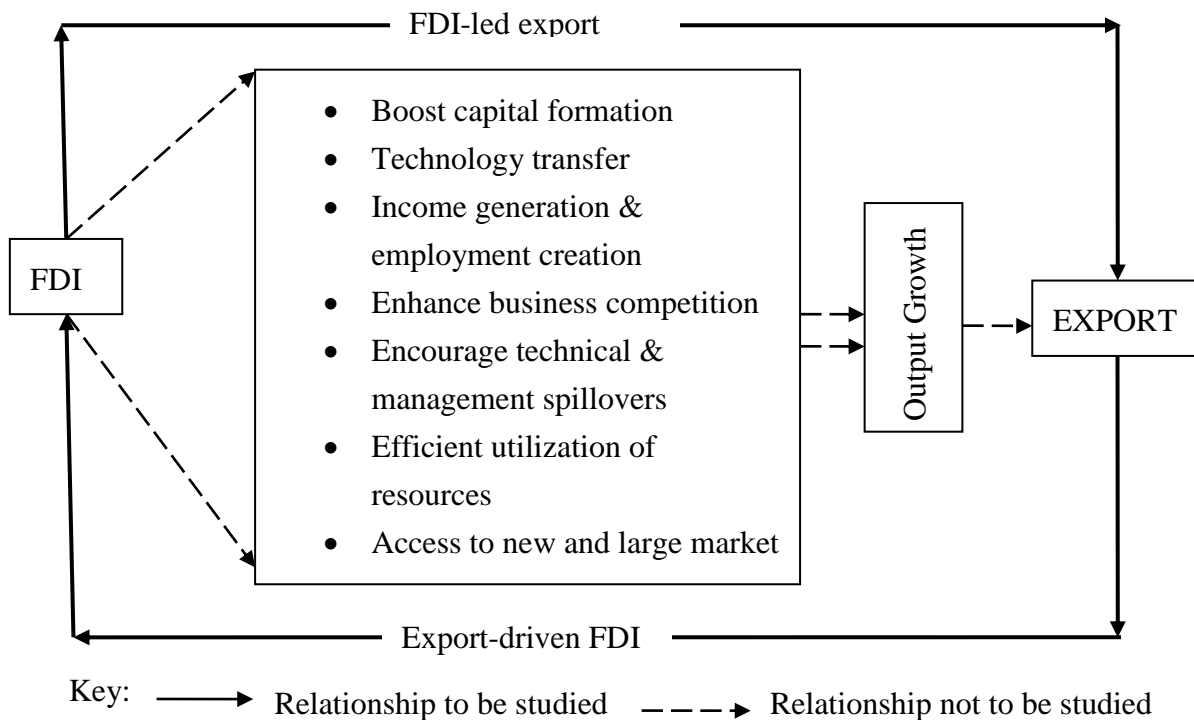 FDI-led export
• Boost capital formation
• Technology transfer
• Income generation &
employment creation
• Enhance business competition
• Encourage technical &
management spillovers
• Efficient utilization of
resources
• Access to new and large market
FDI
Output Growth
EXPORT
Export-driven FDI
Key: Relationship to be studied Relationship not to be studied